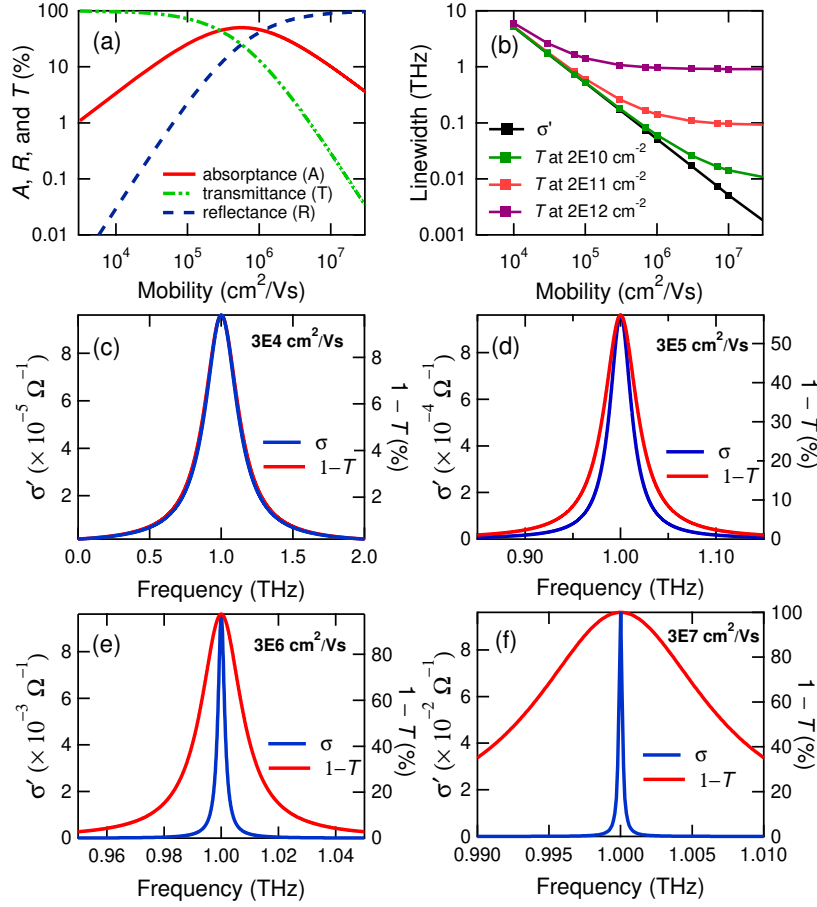 (a)
A, R, and T (%)
100
10
1
0.1
0.01
absorptance (A)
transmittance (T)
reflectance (R)
10^4 10^5 10^6 10^7
Mobility (cm^2/Vs)
(b)
Linewidth (THz)
10
1
0.1
0.01
0.001
σ'
T at 2E10 cm^-2
T at 2E11 cm^-2
T at 2E12 cm^-2
10^4 10^5 10^6 10^7
Mobility (cm^2/Vs)
(c)
3E4 cm^2/Vs
σ' (× 10^-5 Ω^-1)
8
6
4
2
σ
1−T
1 − T (%)
8
6
4
2
0.0 0.5 1.0 1.5 2.0
Frequency (THz)
(d)
3E5 cm^2/Vs
σ' (× 10^-4 Ω^-1)
8
6
4
2
σ
1−T
1 − T (%)
50
40
30
20
10
0
0.90 1.00 1.10
Frequency (THz)
(e)
3E6 cm^2/Vs
σ' (× 10^-3 Ω^-1)
8
6
4
2
0
σ
1−T
1 − T (%)
80
60
40
20
0
0.96 1.00 1.04
Frequency (THz)
(f)
3E7 cm^2/Vs
σ' (× 10^-2 Ω^-1)
8
6
4
2
0
σ
1−T
1 − T (%)
100
80
60
40
20
0
0.990 0.995 1.000 1.005 1.010
Frequency (THz)